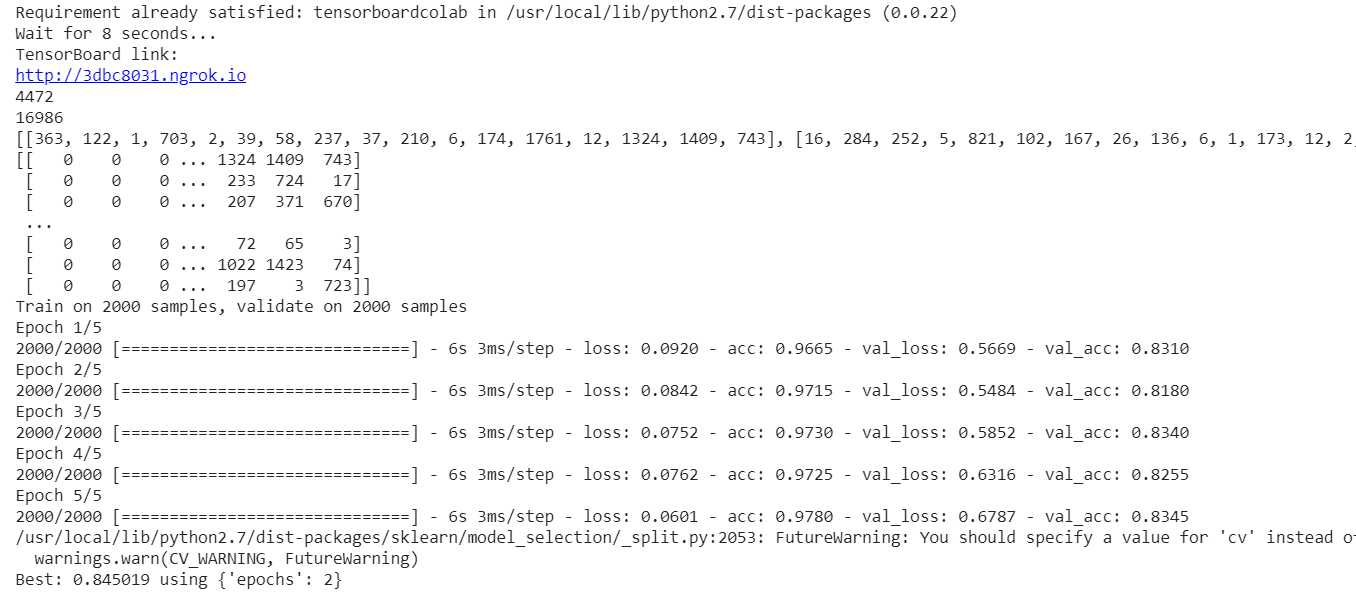 Requirement already satisfied: tensorboardcolab in /usr/local/lib/python2.7/dist-packages (0.0.22)
Wait for 8 seconds...
TensorBoard link:
http://3dbc8031.ngrok.io
4472
16986
[[363, 122, 1, 703, 2, 39, 58, 237, 37, 210, 6, 174, 1761, 12, 1324, 1409, 743], [16, 284, 252, 5, 821, 102, 167, 26, 136, 6, 1, 173, 12, 2,
[[   0    0    0 ... 1324 1409  743]
 [   0    0    0 ...  233  724   17]
 [   0    0    0 ...  207  371  670]
 ...
 [   0    0    0 ...   72   65    3]
 [   0    0    0 ... 1022 1423   74]
 [   0    0    0 ...  197    3  723]]
Train on 2000 samples, validate on 2000 samples
Epoch 1/5
2000/2000 [==============================] - 6s 3ms/step - loss: 0.0920 - acc: 0.9665 - val_loss: 0.5669 - val_acc: 0.8310
Epoch 2/5
2000/2000 [==============================] - 6s 3ms/step - loss: 0.0842 - acc: 0.9715 - val_loss: 0.5484 - val_acc: 0.8180
Epoch 3/5
2000/2000 [==============================] - 6s 3ms/step - loss: 0.0752 - acc: 0.9730 - val_loss: 0.5852 - val_acc: 0.8340
Epoch 4/5
2000/2000 [==============================] - 6s 3ms/step - loss: 0.0762 - acc: 0.9725 - val_loss: 0.6316 - val_acc: 0.8255
Epoch 5/5
2000/2000 [==============================] - 6s 3ms/step - loss: 0.0601 - acc: 0.9780 - val_loss: 0.6787 - val_acc: 0.8345
/usr/local/lib/python2.7/dist-packages/sklearn/model_selection/_split.py:2053: FutureWarning: You should specify a value for 'cv' instead
  warnings.warn(CV_WARNING, FutureWarning)
Best: 0.845019 using {'epochs': 2}